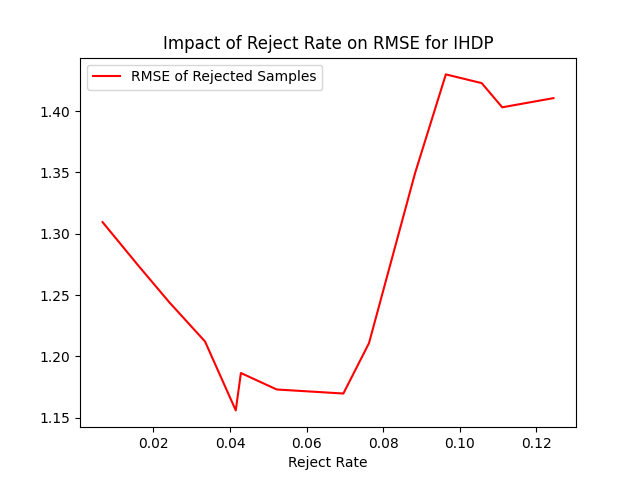 Impact of Reject Rate on RMSE for IHDP
RMSE of Rejected Samples
1.40
1.35
1.30
1.25
1.20
1.15
0.02 0.04 0.06 0.08 0.10 0.12
Reject Rate